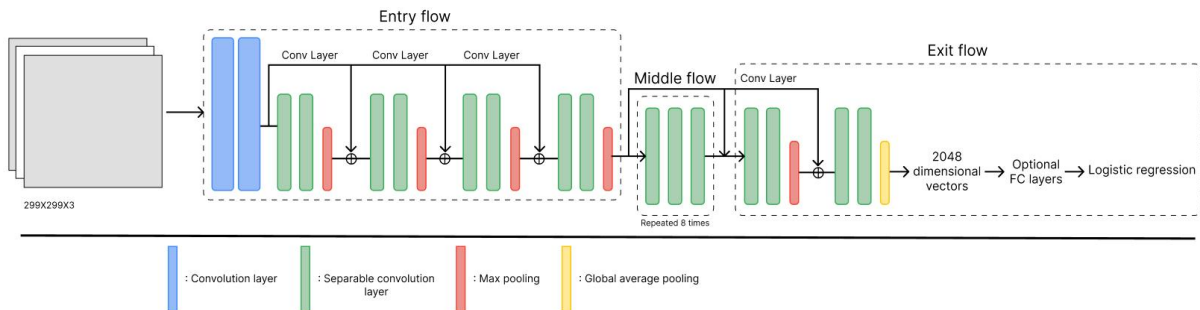 Entry flow
Conv Layer
Conv Layer
Conv Layer
Exit flow
Middle flow
Conv Layer
2048
dimensional
vectors
Optional
FC layers
Logistic regression
299X299X3
Repeated 8 times
: Convolution layer
: Separable convolution
layer
: Max pooling
: Global average pooling